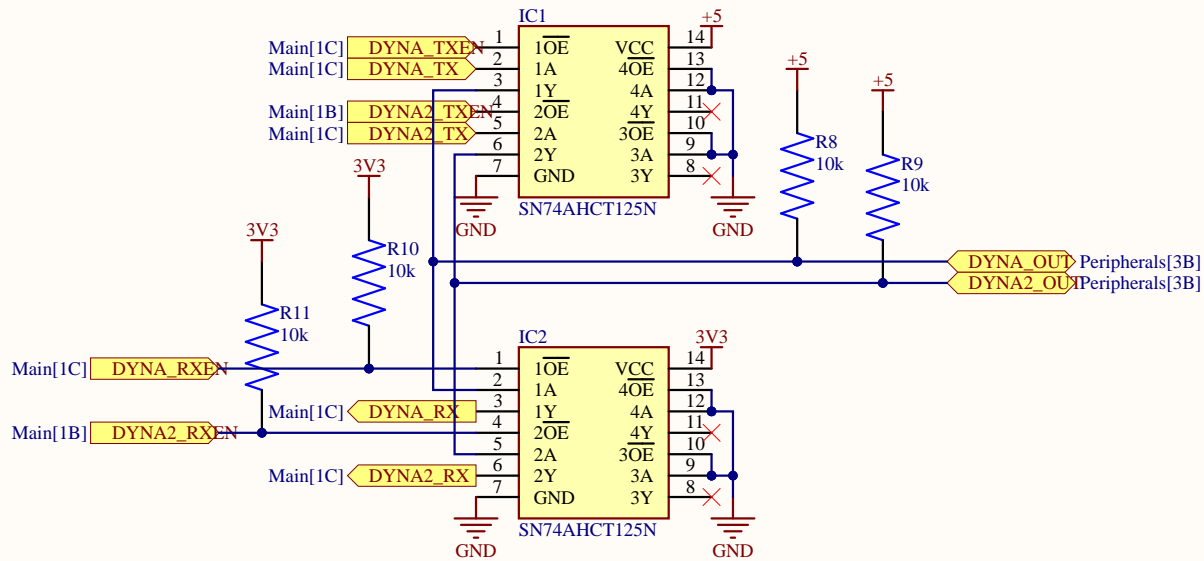 IC1
+5
Main[1C] DYNA_TXEN 1 1OE VCC 14
Main[1C] DYNA_TX 2 1A 4OE 13
3 1Y 4A 12
Main[1B] DYNA2_TXEN 4 2OE 4Y 11
Main[1C] DYNA2_TX 5 2A 3OE 10
6 2Y 3A 9
7 GND 3Y 8
SN74AHCT125N
GND
GND
+5
R8
10k
+5
R9
10k
3V3
R10
10k
3V3
R11
10k
DYNA_OUT Peripherals[3B]
DYNA2_OUT Peripherals[3B]
IC2
3V3
Main[1C] DYNA_RXEN 1 1OE VCC 14
2 1A 4OE 13
Main[1C] DYNA_RX 3 1Y 4A 12
Main[1B] DYNA2_RXEN 4 2OE 4Y 11
5 2A 3OE 10
Main[1C] DYNA2_RX 6 2Y 3A 9
7 GND 3Y 8
SN74AHCT125N
GND
GND